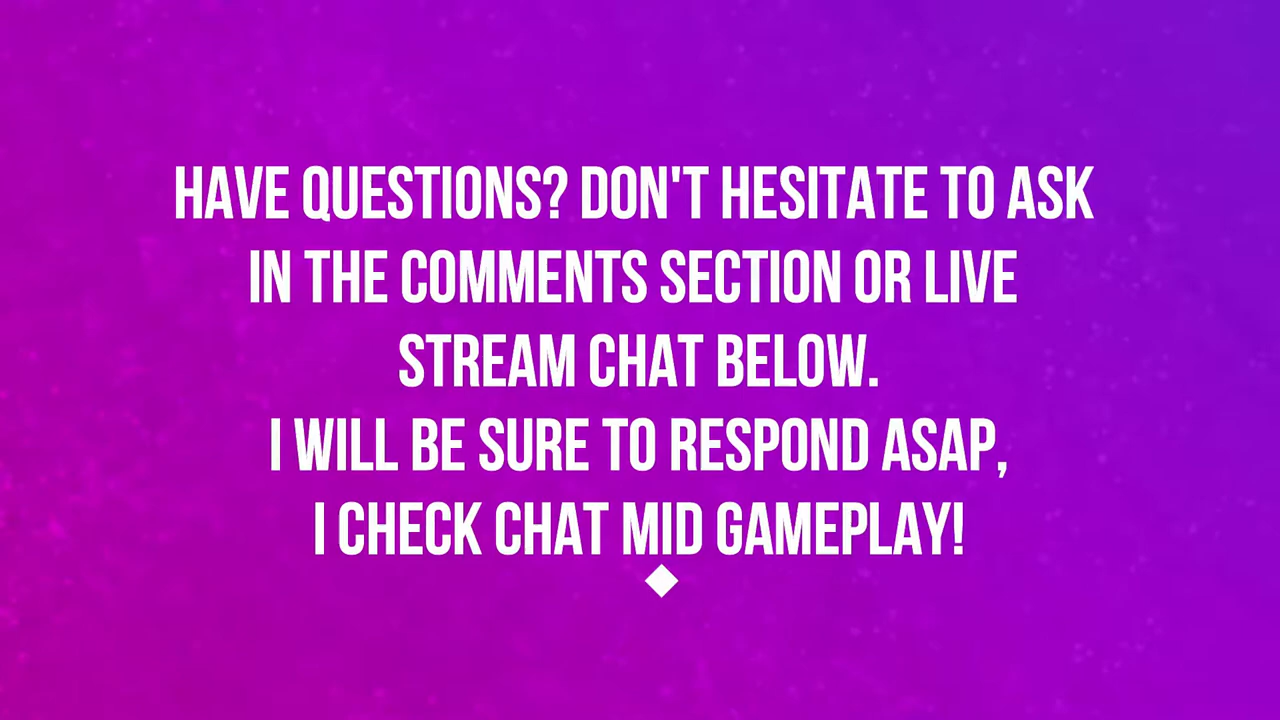 HAVE QUESTIONS? DON'T HESITATE TO ASK
IN THE COMMENTS SECTION OR LIVE
STREAM CHAT BELOW.
I WILL BE SURE TO RESPOND ASAP,
I CHECK CHAT MID GAMEPLAY!